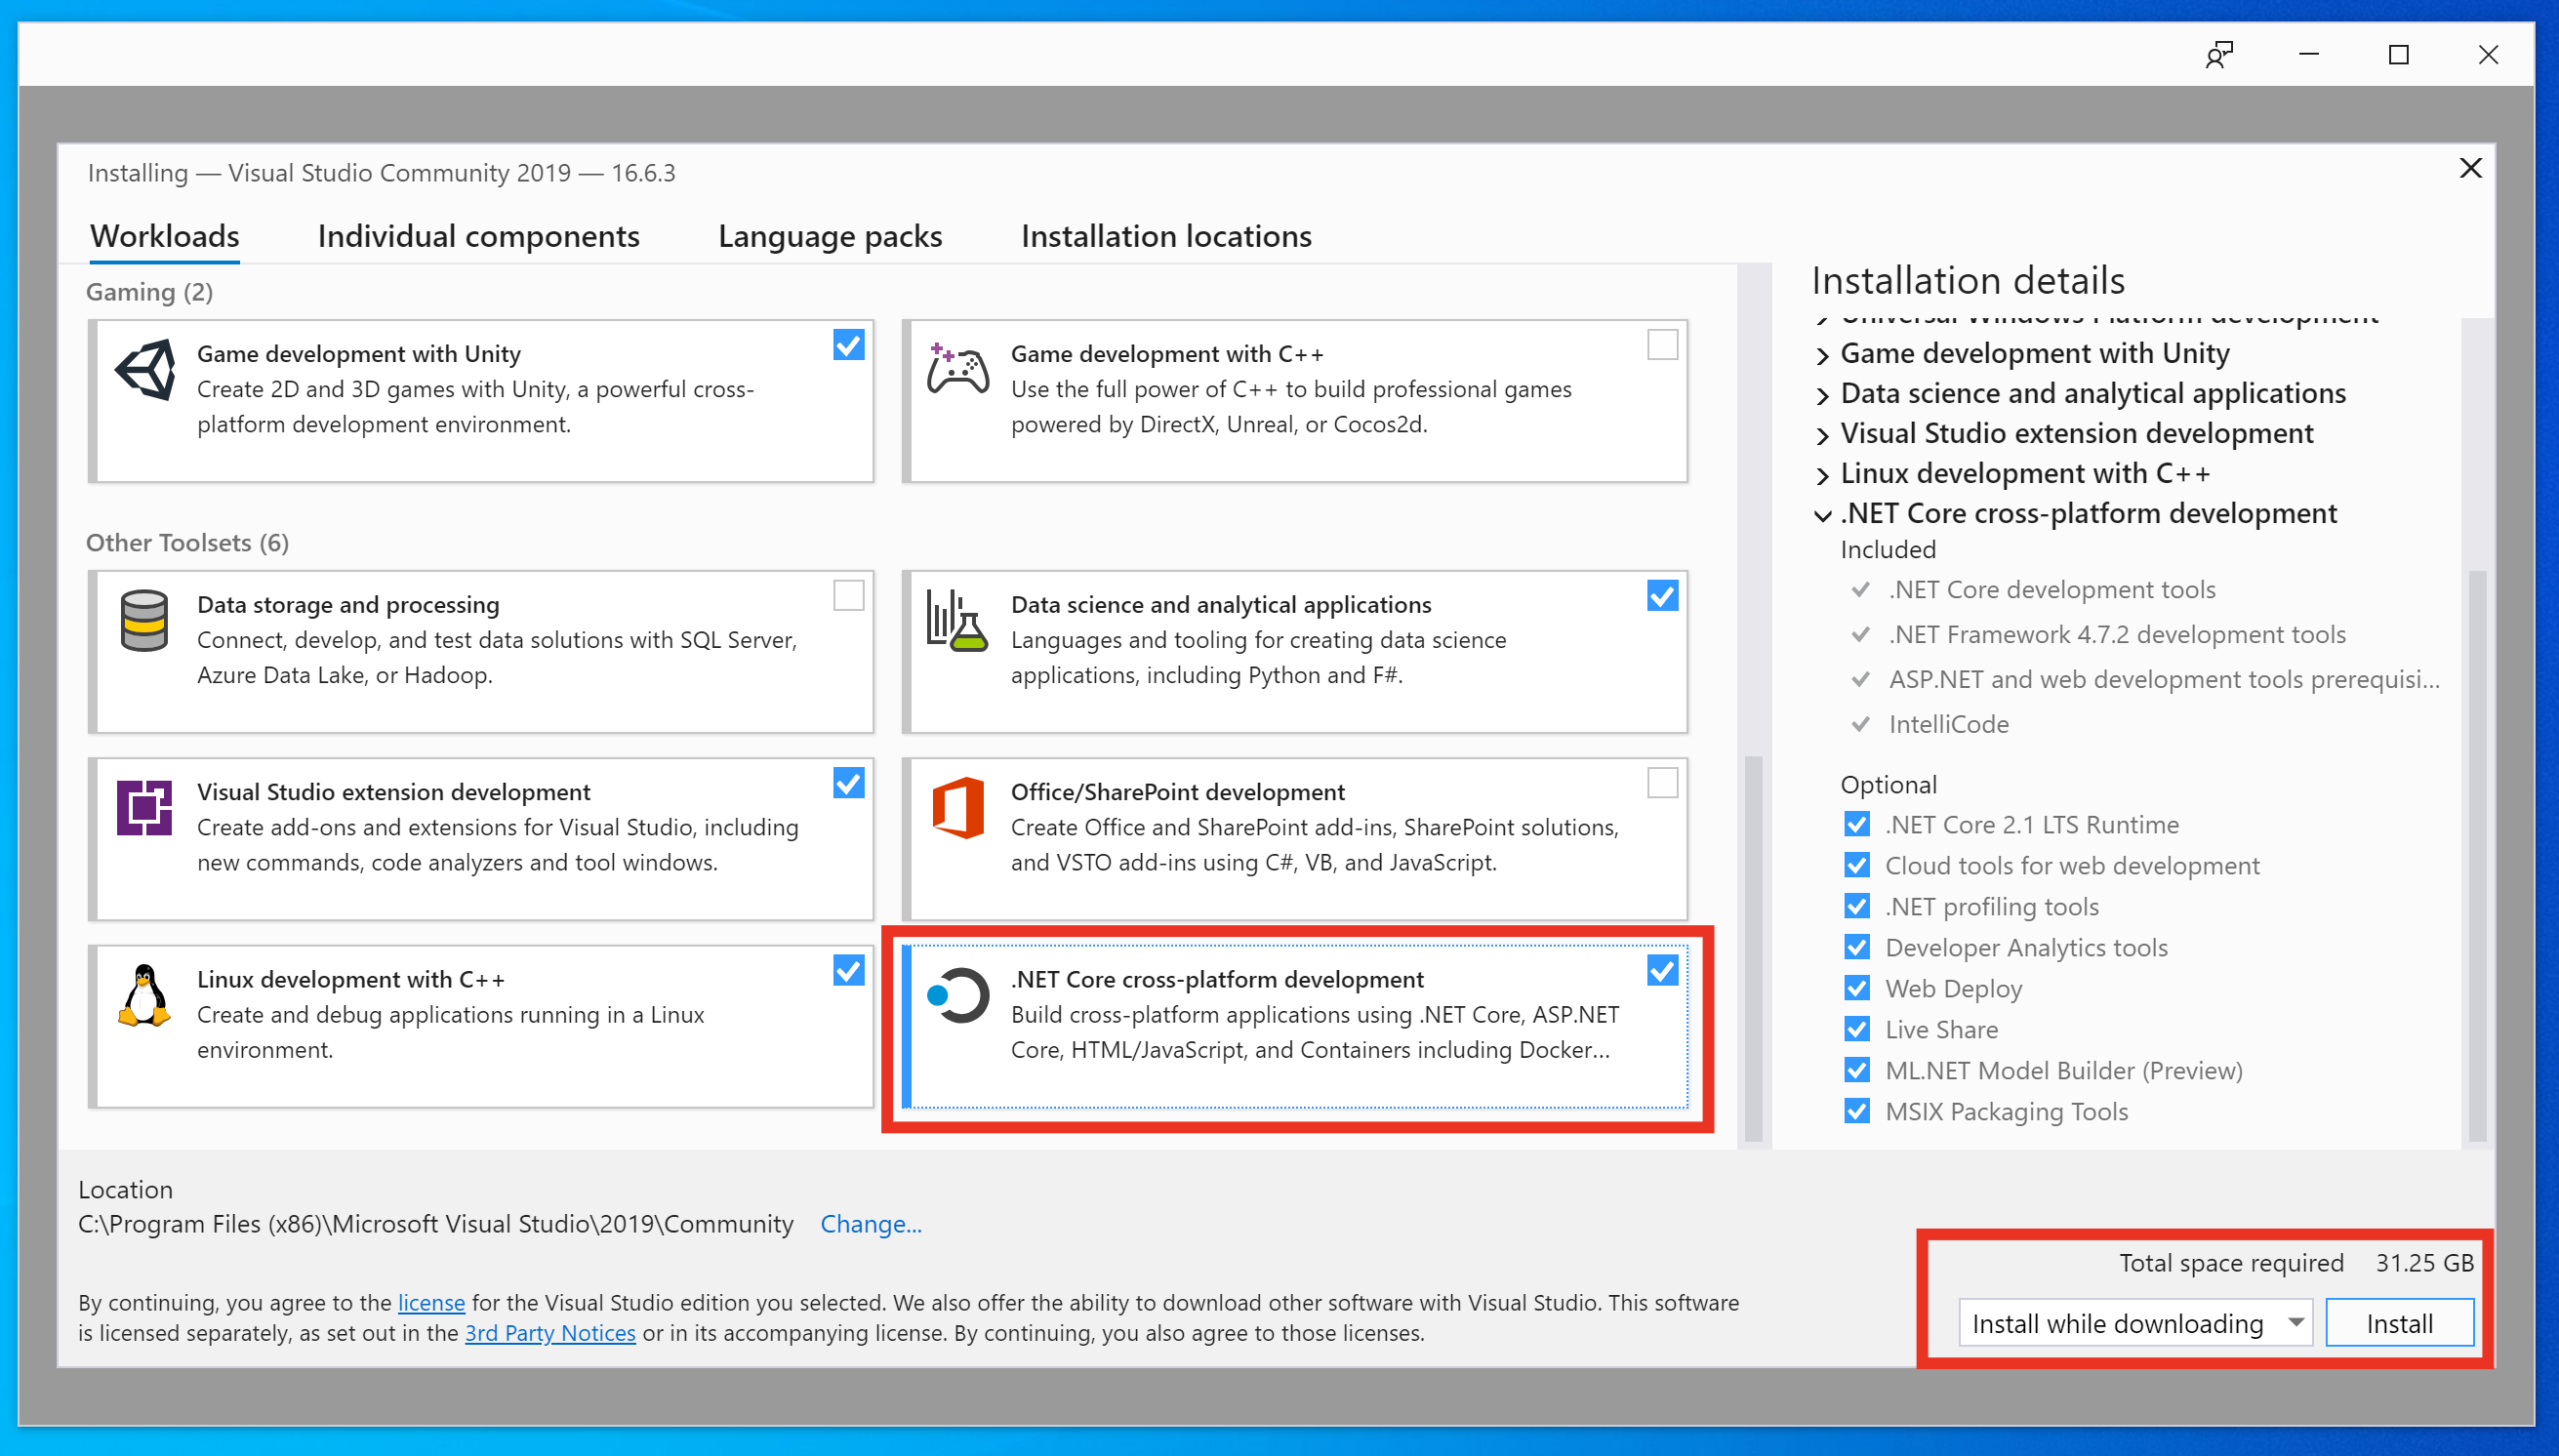 Installing — Visual Studio Community 2019 — 16.6.3
Workloads
Individual components
Language packs
Installation locations
Gaming (2)
Game development with Unity
Create 2D and 3D games with Unity, a powerful cross-
platform development environment.
Game development with C++
Use the full power of C++ to build professional games
powered by DirectX, Unreal, or Cocos2d.
Other Toolsets (6)
Data storage and processing
Connect, develop, and test data solutions with SQL Server,
Azure Data Lake, or Hadoop.
Data science and analytical applications
Languages and tooling for creating data science
applications, including Python and F#.
Visual Studio extension development
Create add-ons and extensions for Visual Studio, including
new commands, code analyzers and tool windows.
Office/SharePoint development
Create Office and SharePoint add-ins, SharePoint solutions,
and VSTO add-ins using C#, VB, and JavaScript.
Linux development with C++
Create and debug applications running in a Linux
environment.
.NET Core cross-platform development
Build cross-platform applications using .NET Core, ASP.NET
Core, HTML/JavaScript, and Containers including Docker...
Installation details
Universal Windows Platform development
Game development with Unity
Data science and analytical applications
Visual Studio extension development
Linux development with C++
.NET Core cross-platform development
Included
.NET Core development tools
.NET Framework 4.7.2 development tools
ASP.NET and web development tools prerequisi...
IntelliCode
Optional
.NET Core 2.1 LTS Runtime
Cloud tools for web development
.NET profiling tools
Developer Analytics tools
Web Deploy
Live Share
ML.NET Model Builder (Preview)
MSIX Packaging Tools
Location
C:\Program Files (x86)\Microsoft Visual Studio\2019\Community Change...
By continuing, you agree to the license for the Visual Studio edition you selected. We also offer the ability to download other software with Visual Studio. This software
is licensed separately, as set out in the 3rd Party Notices or in its accompanying license. By continuing, you also agree to those licenses.
Total space required 31.25 GB
Install while downloading
Install